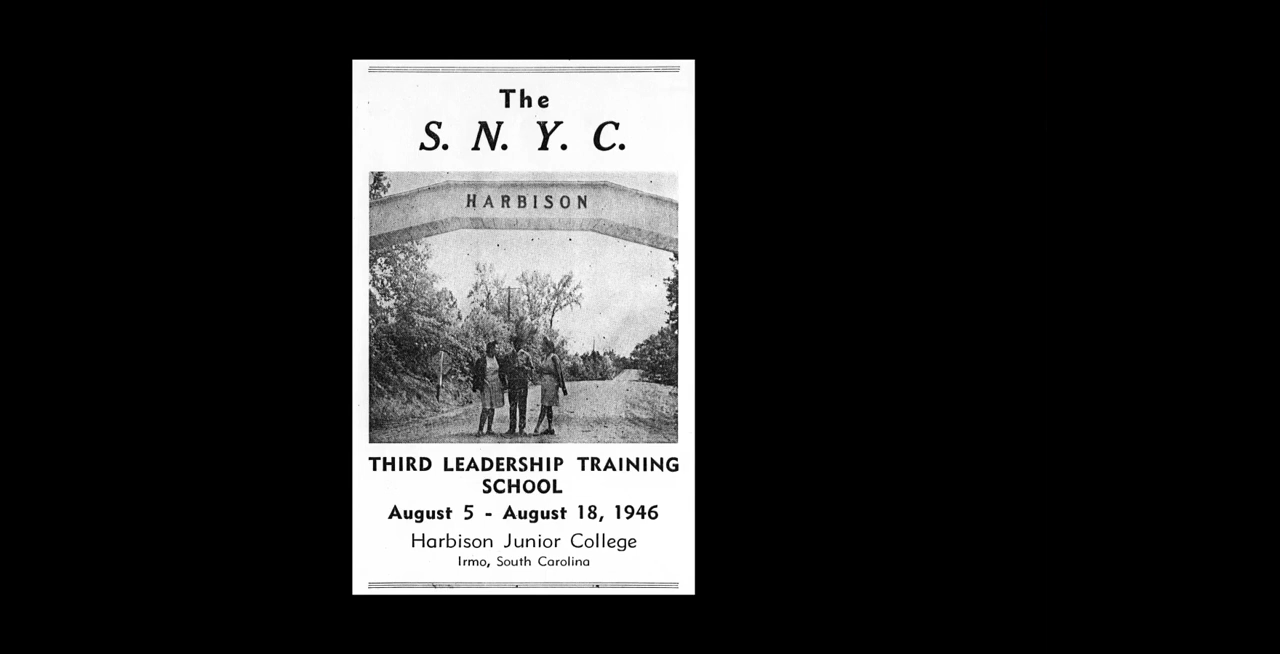 The
S. N. Y. C.
HARBISON
THIRD LEADERSHIP TRAINING
SCHOOL
August 5 - August 18, 1946
Harbison Junior College
Irmo, South Carolina